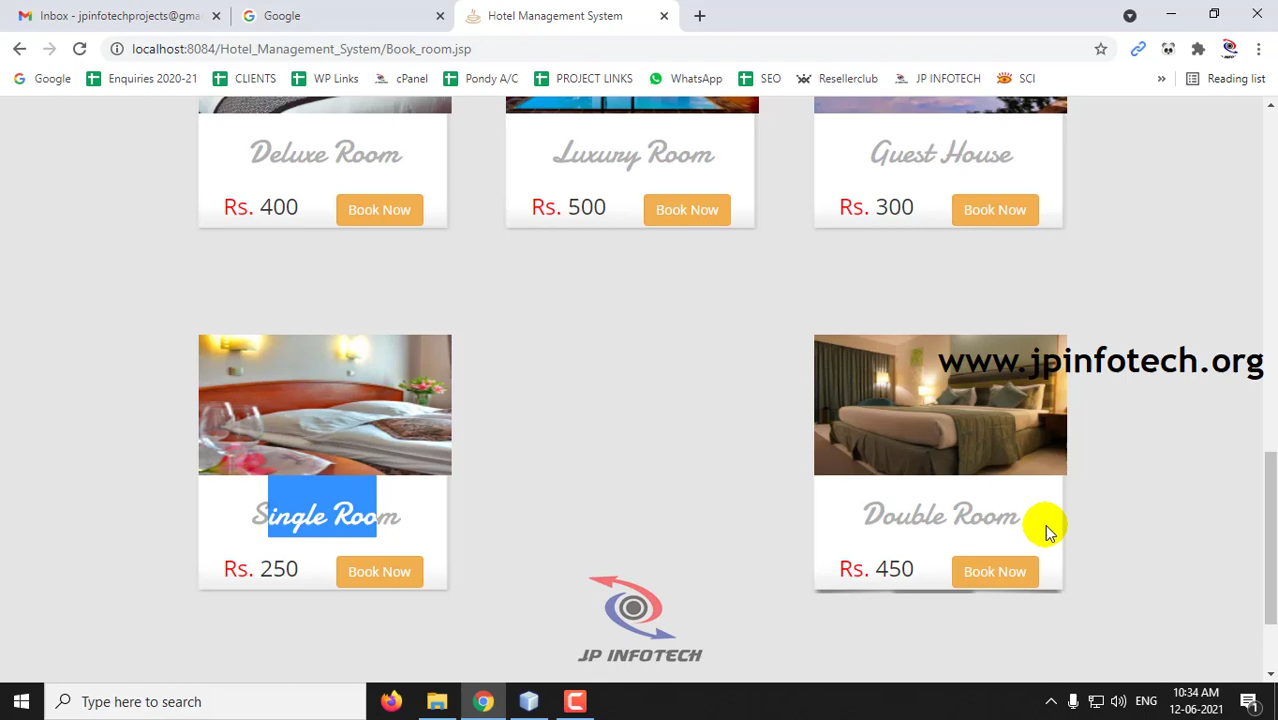 Inbox - jpinfotechprojects@gma
Google
Hotel Management System
localhost:8084/Hotel_Management_System/Book_room.jsp
Google
Enquiries 2020-21
CLIENTS
WP Links
cPanel
Pondy A/C
PROJECT LINKS
WhatsApp
SEO
Resellerclub
JP INFOTECH
SCI
»
Reading list
Deluxe Room
Luxury Room
Guest House
Rs. 400
Book Now
Rs. 500
Book Now
Rs. 300
Book Now
www.jpinfotech.org
Single Room
Double Room
Rs. 250
Book Now
Rs. 450
Book Now
JP INFOTECH
Type here to search
ENG
10:34 AM
12-06-2021
1